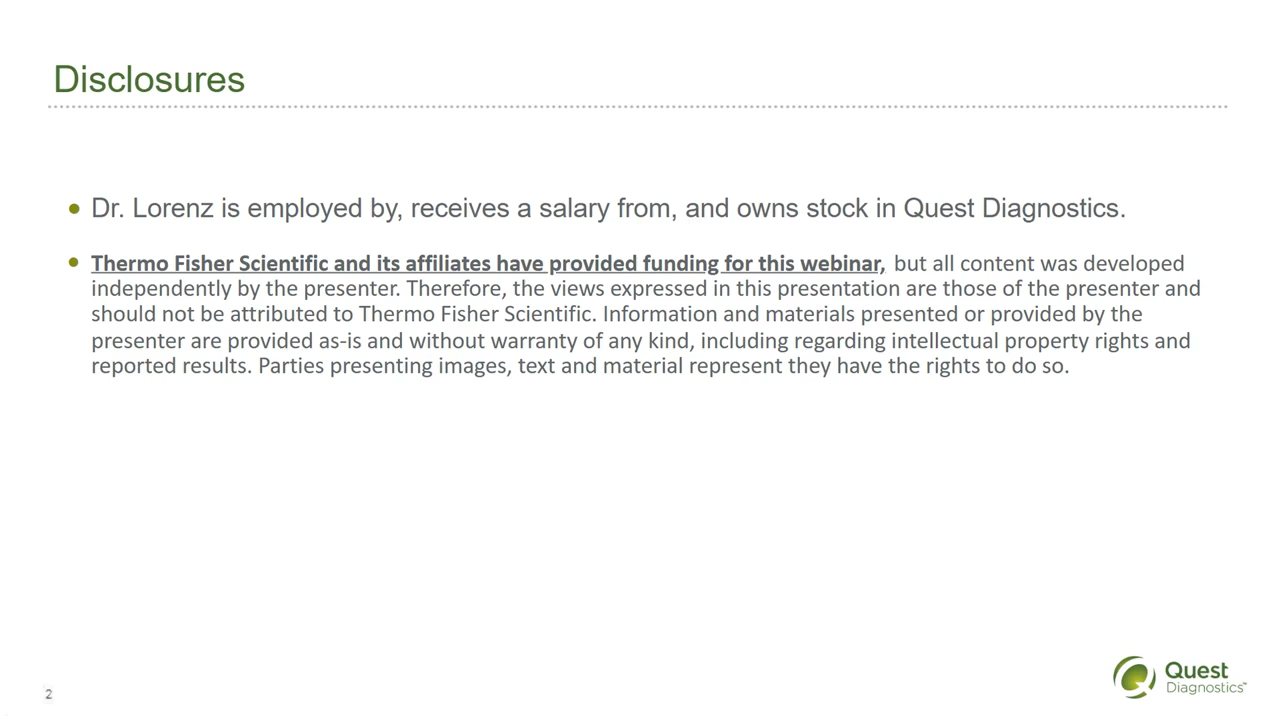 Disclosures
• Dr. Lorenz is employed by, receives a salary from, and owns stock in Quest Diagnostics.
• Thermo Fisher Scientific and its affiliates have provided funding for this webinar, but all content was developed
independently by the presenter. Therefore, the views expressed in this presentation are those of the presenter and
should not be attributed to Thermo Fisher Scientific. Information and materials presented or provided by the
presenter are provided as-is and without warranty of any kind, including regarding intellectual property rights and
reported results. Parties presenting images, text and material represent they have the rights to do so.
2
Quest
Diagnostics™